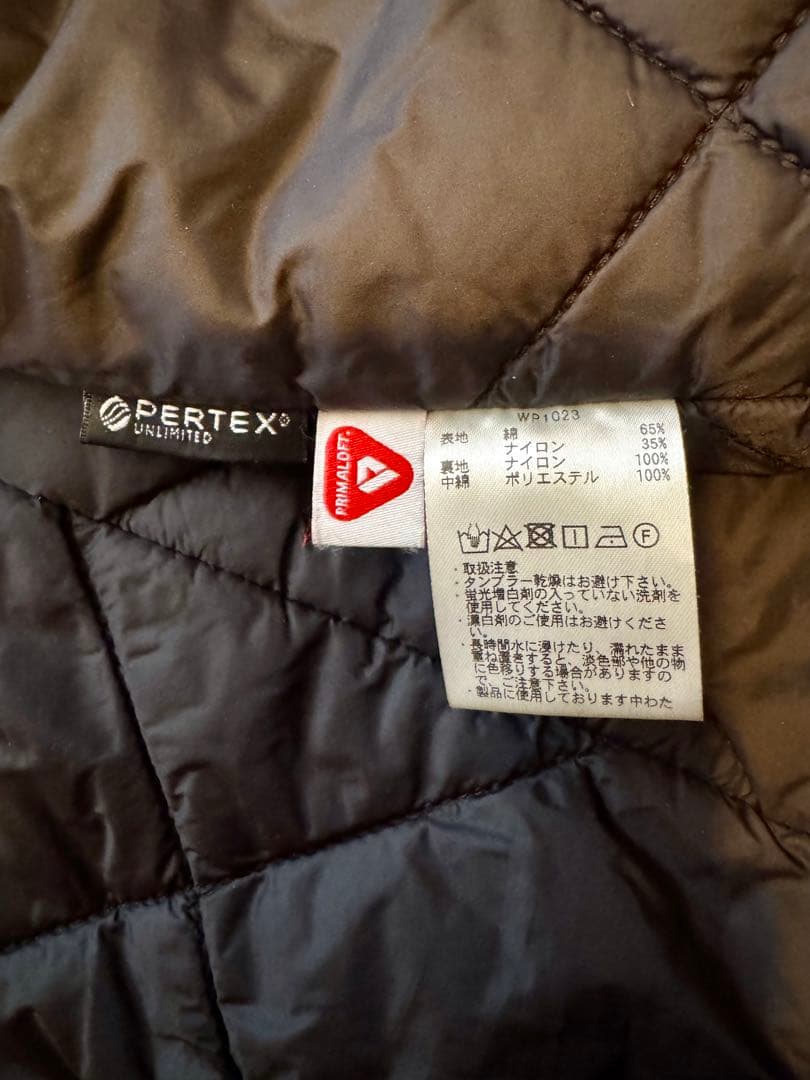 PERTEX®
UNLIMITED
PRIMALOFT®
WP1023
表地 綿 65%
ナイロン 35%
裏地 ナイロン 100%
中綿 ポリエステル 100%
F
・取扱注意
・タンブラー乾燥はお避け下さい。
・蛍光増白剤の入っていない洗剤を
使用してください。
・漂白剤のご使用はお避けくださ
い。
・長時間水に浸けたり、濡れたまま
重ね置きすると、淡色部や他の物
に色移りする場合がありますの
で、ご注意下さい。
・製品に使用しております中わた